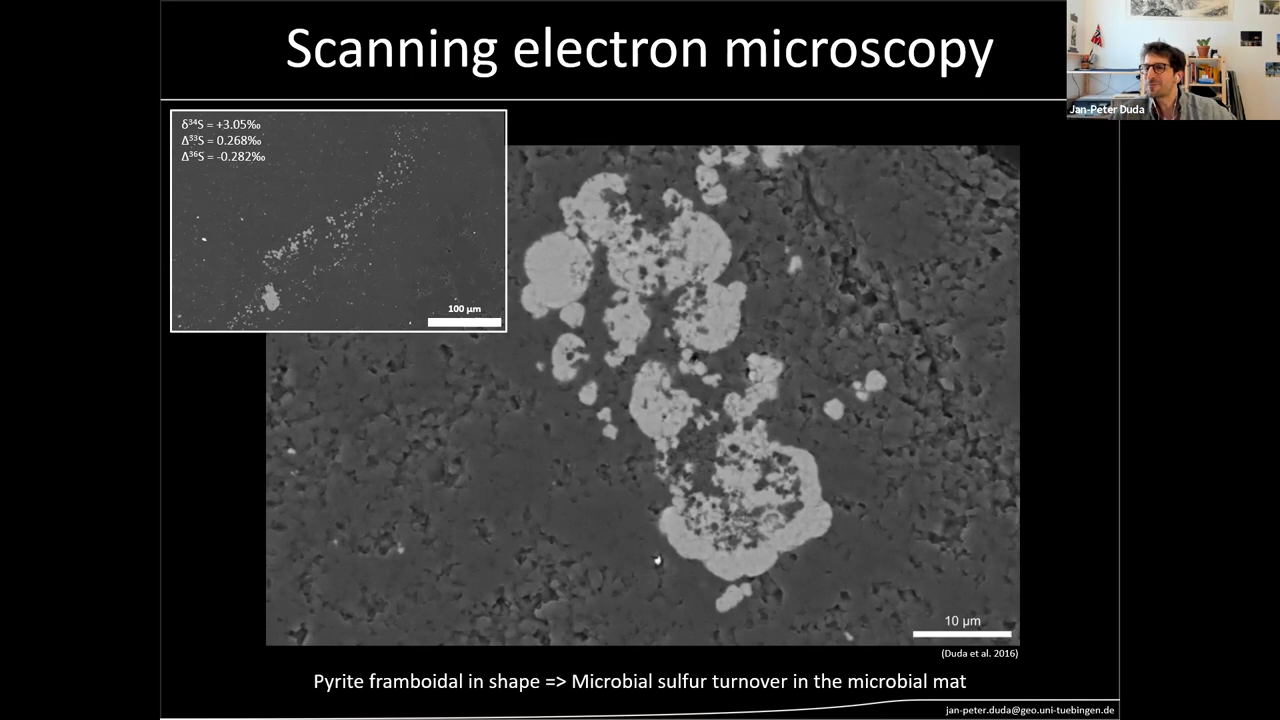 Scanning electron microscopy
Jan-Peter Duda
δ³⁴S = +3.05‰
Δ³³S = 0.268‰
Δ³⁶S = -0.282‰
100 µm
10 µm
(Duda et al. 2016)
Pyrite framboidal in shape => Microbial sulfur turnover in the microbial mat
jan-peter.duda@geo.uni-tuebingen.de